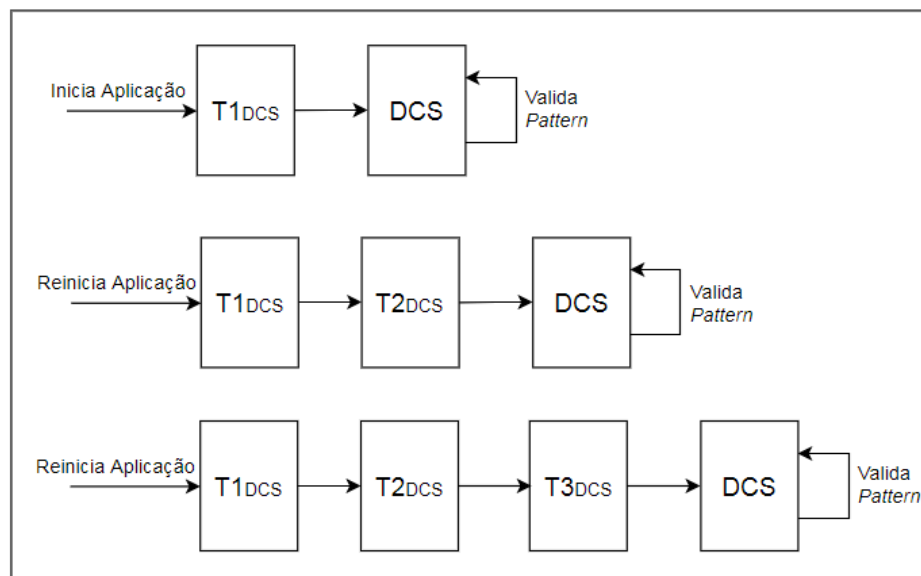 Inicia Aplicação
T1DCS
DCS
Valida
Pattern
Reinicia Aplicação
T1DCS
T2DCS
DCS
Valida
Pattern
Reinicia Aplicação
T1DCS
T2DCS
T3DCS
DCS
Valida
Pattern